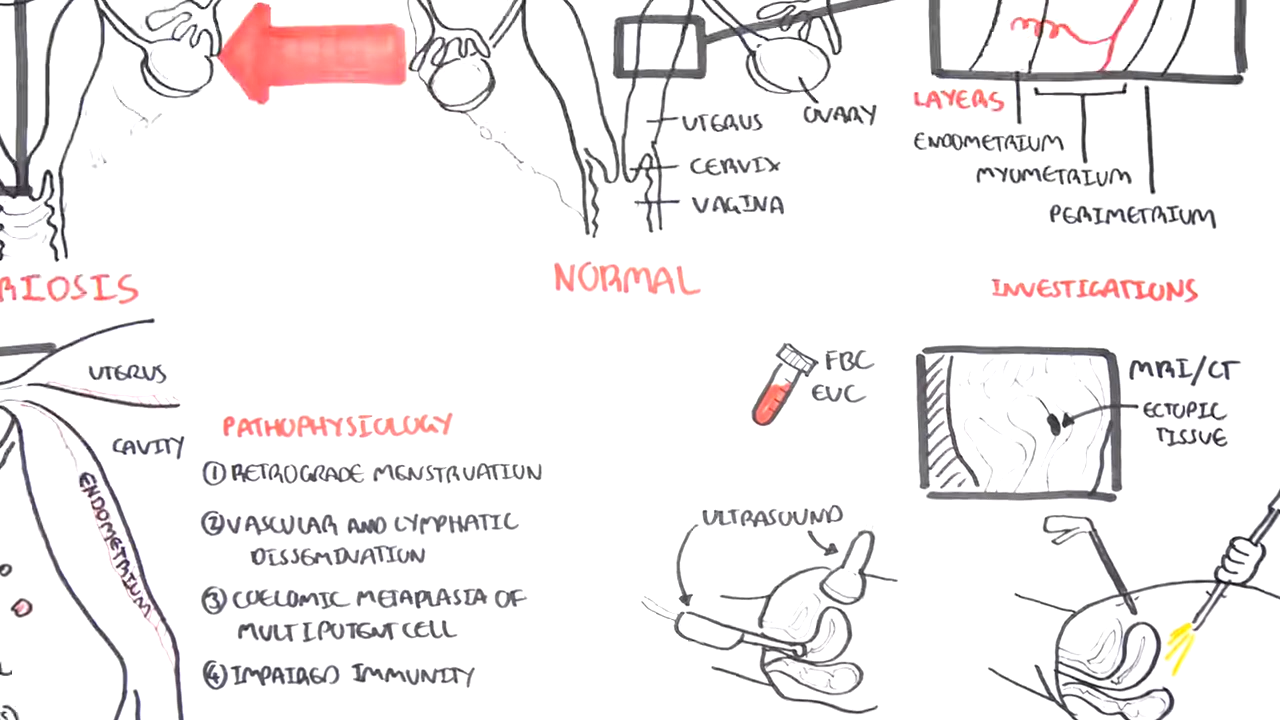 UTERUS
OVARY
CERVIX
VAGINA
LAYERS
ENDOMETRIUM
MYOMETRIUM
PERIMETRIUM
RIOSIS
NORMAL
INVESTIGATIONS
UTERUS
CAVITY
ENDOMETRIUM
PATHOPHYSIOLOGY
① RETROGRADE MENSTRUATION
② VASCULAR AND LYMPHATIC
DISSEMINATION
③ COELOMIC METAPLASIA OF
MULTIPOTENT CELL
④ IMPAIRED IMMUNITY
FBC
EUC
MRI/CT
ECTOPIC
TISSUE
ULTRASOUND